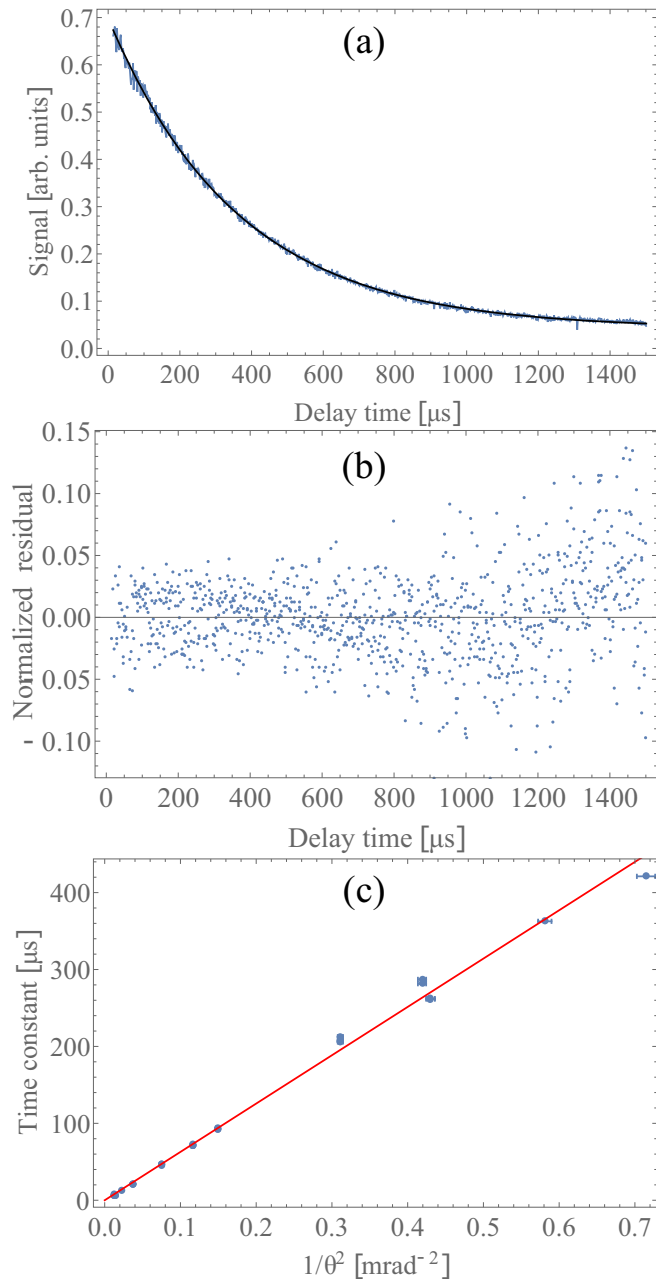 (a)
Signal [arb. units]
0.7
0.6
0.5
0.4
0.3
0.2
0.1
0.0
0 200 400 600 800 1000 1200 1400
Delay time [μs]
(b)
- Normalized residual
0.15
0.10
0.05
0.00
0.05
0.10
0 200 400 600 800 1000 1200 1400
Delay time [μs]
(c)
Time constant [μs]
400
300
200
100
0
0.0 0.1 0.2 0.3 0.4 0.5 0.6 0.7
1/θ² [mrad⁻²]